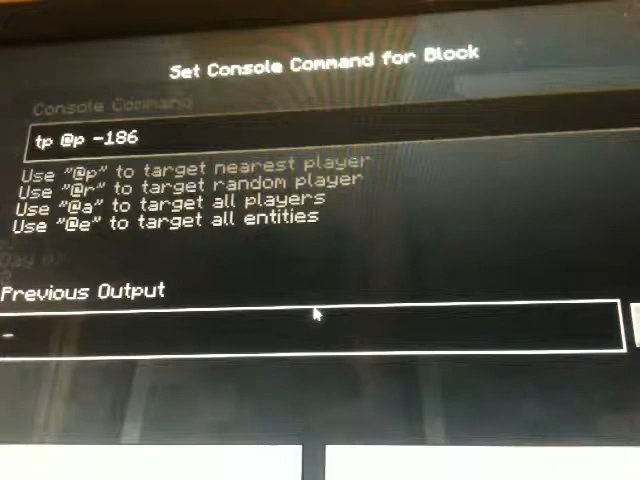 Set Console Command for Block
Console Command
tp @p -186
Use "@p" to target nearest player
Use "@r" to target random player
Use "@a" to target all players
Use "@e" to target all entities
Previous Output
-